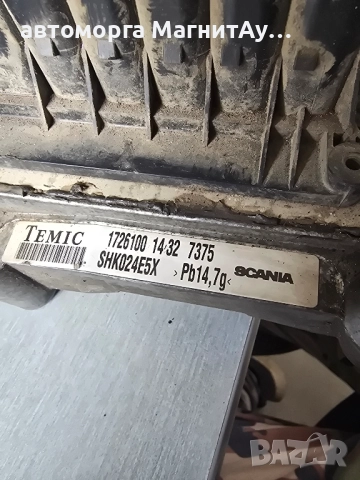 автоморга МагнитАу...
TEMIC
1726100 14-32 7375
SHK024E5X >Pb14,7g< SCANIA
BAZAR